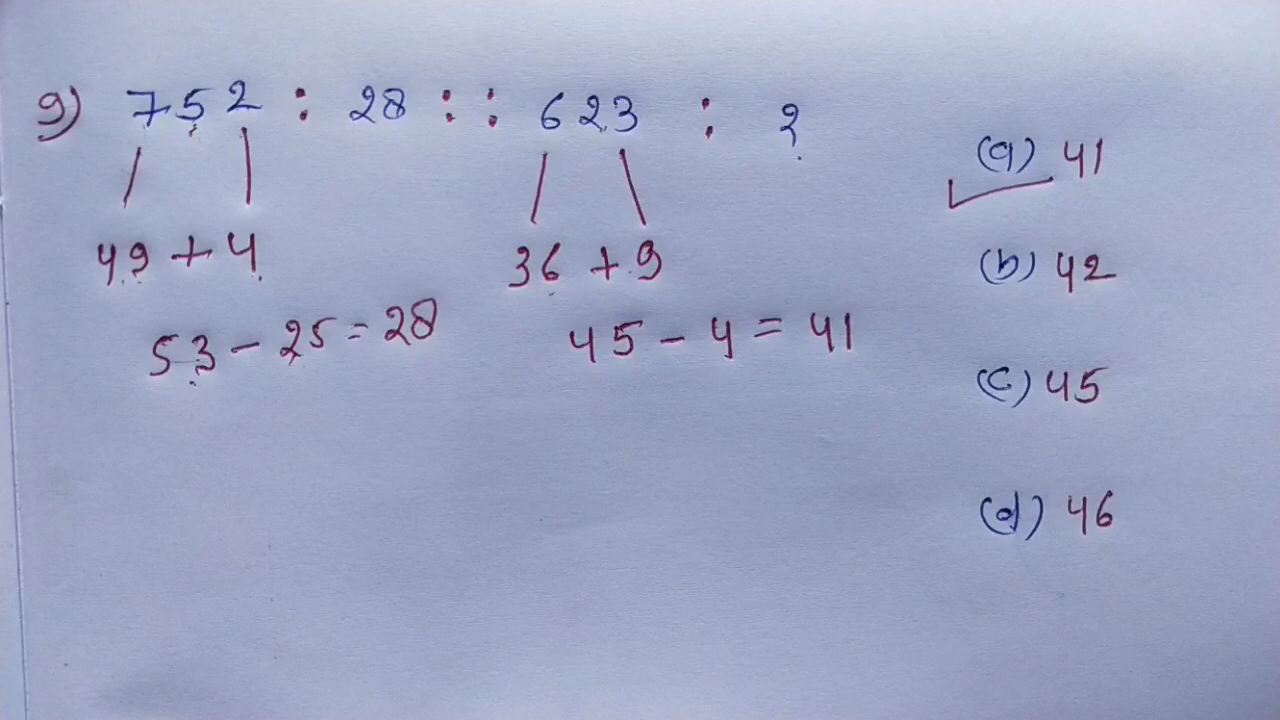 9) 752 : 28 :: 623 : ?
(a) 41
49 + 4 36 + 9
(b) 42
53 - 25 = 28 45 - 4 = 41
(c) 45
(d) 46